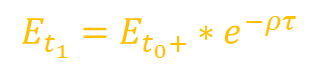 E_{t_1} = E_{t_0+} * e^{-ρτ}